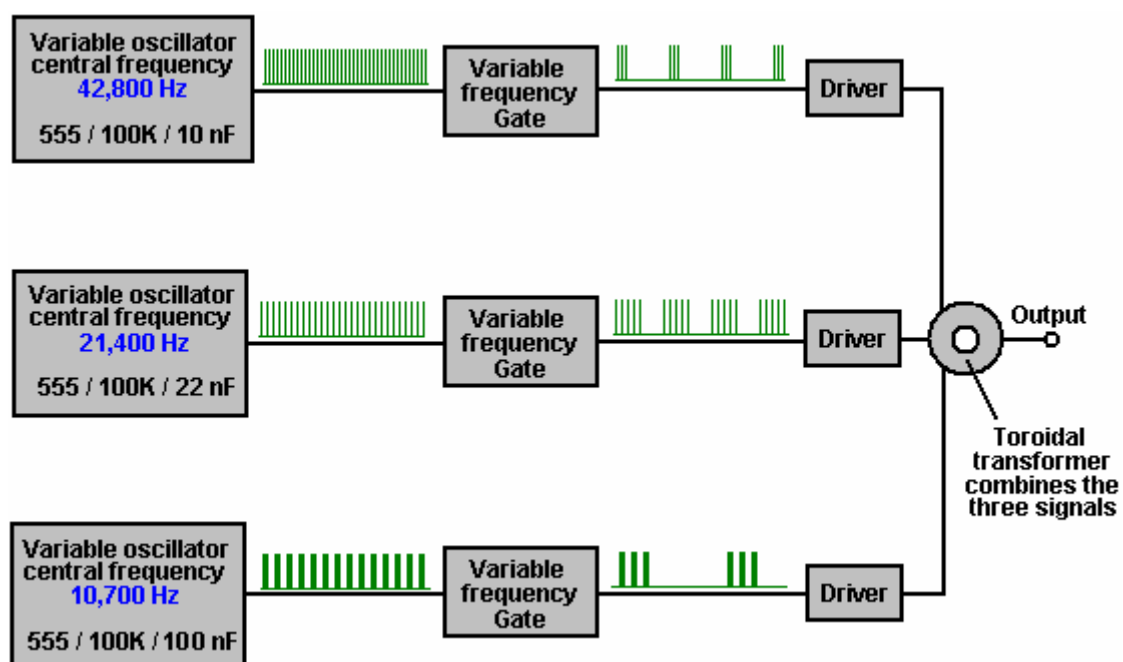 Variable oscillator
central frequency
42,800 Hz
555 / 100K / 10 nF
Variable
frequency
Gate
Driver
Variable oscillator
central frequency
21,400 Hz
555 / 100K / 22 nF
Variable
frequency
Gate
Driver
Output
Toroidal
transformer
combines the
three signals
Variable oscillator
central frequency
10,700 Hz
555 / 100K / 100 nF
Variable
frequency
Gate
Driver